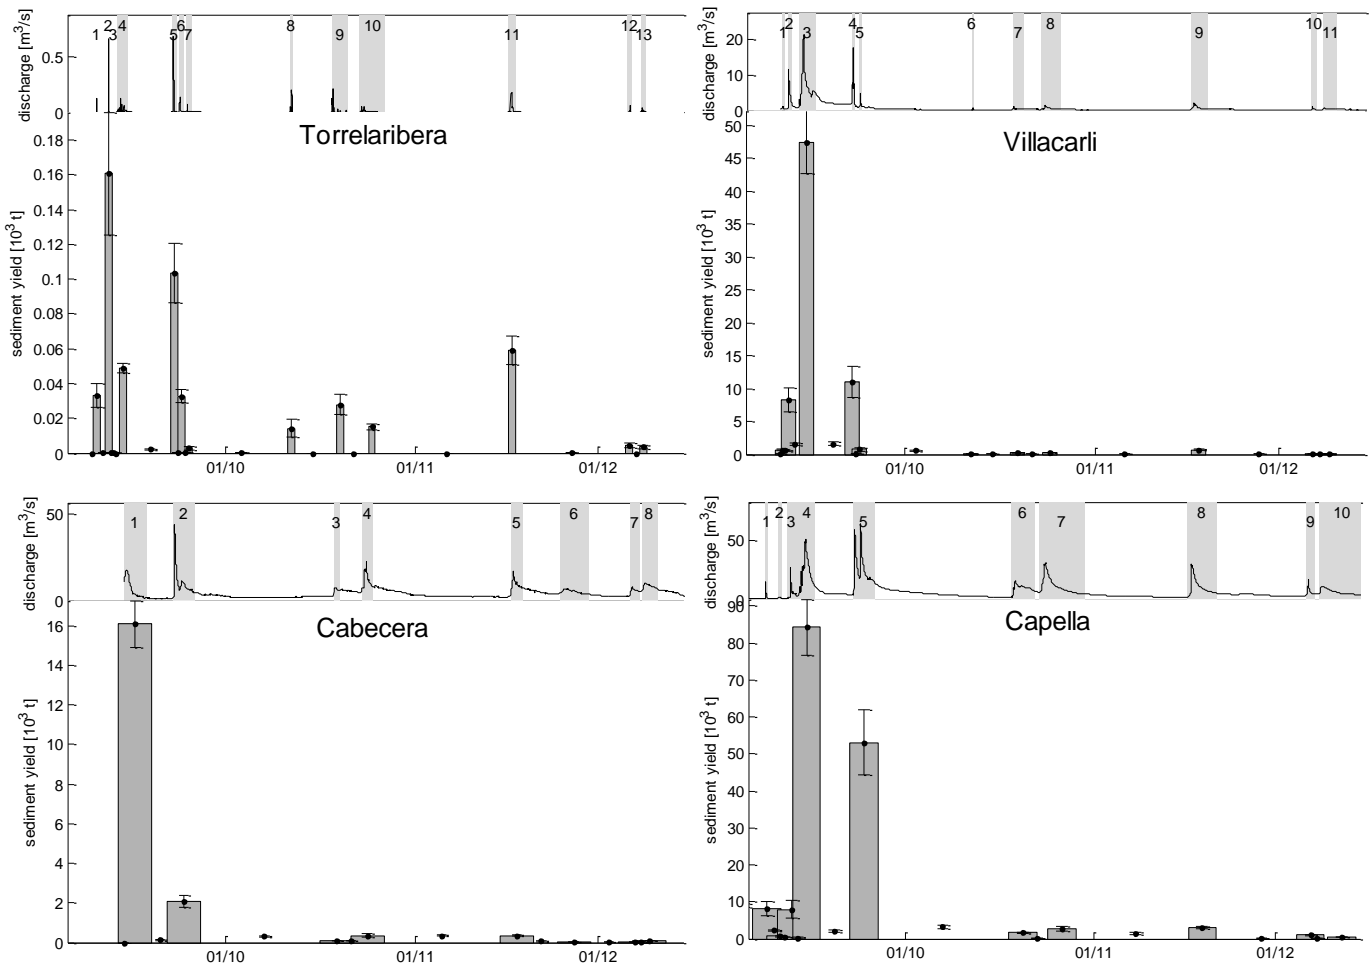 discharge [m³/s]
0.5
0
1 2 3 4 5 6 7 8 9 10 11 12 13
Torrelaribera
sediment yield [10³ t]
0.18
0.16
0.14
0.12
0.1
0.08
0.06
0.04
0.02
0
01/10 01/11 01/12
discharge [m³/s]
20
10
0
1 2 3 4 5 6 7 8 9 10 11
Villacarli
sediment yield [10³ t]
50
45
40
35
30
25
20
15
10
5
0
01/10 01/11 01/12
discharge [m³/s]
50
0
1 2 3 4 5 6 7 8
Cabecera
sediment yield [10³ t]
16
14
12
10
8
6
4
2
0
01/10 01/11 01/12
discharge [m³/s]
50
0
1 2 3 4 5 6 7 8 9 10
Capella
sediment yield [10³ t]
90
80
70
60
50
40
30
20
10
0
01/10 01/11 01/12